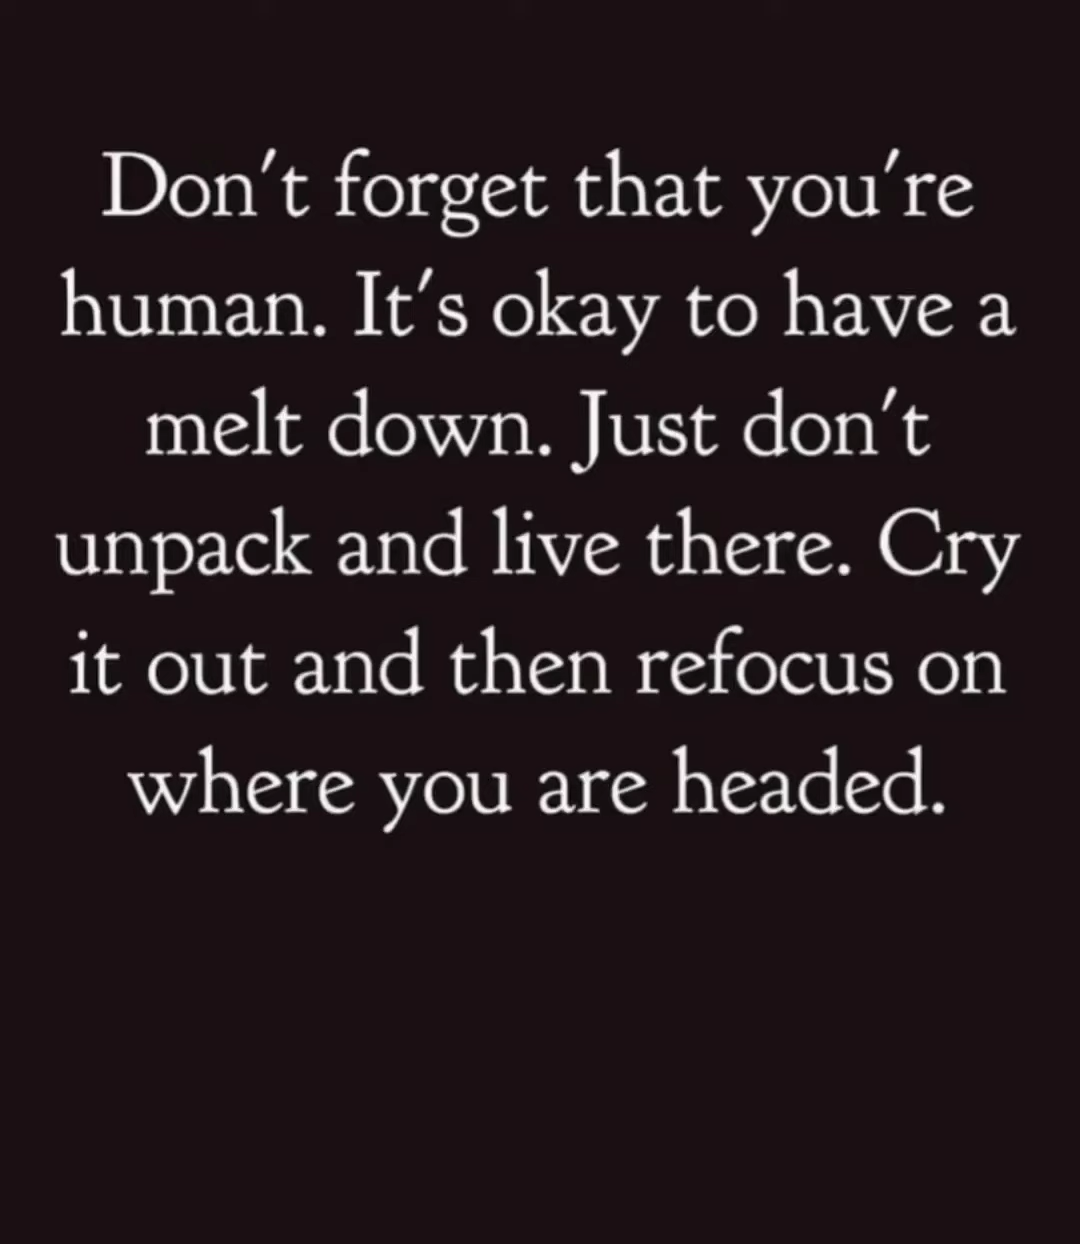 Don't forget that you're
human. It's okay to have a
melt down. Just don't
unpack and live there. Cry
it out and then refocus on
where you are headed.